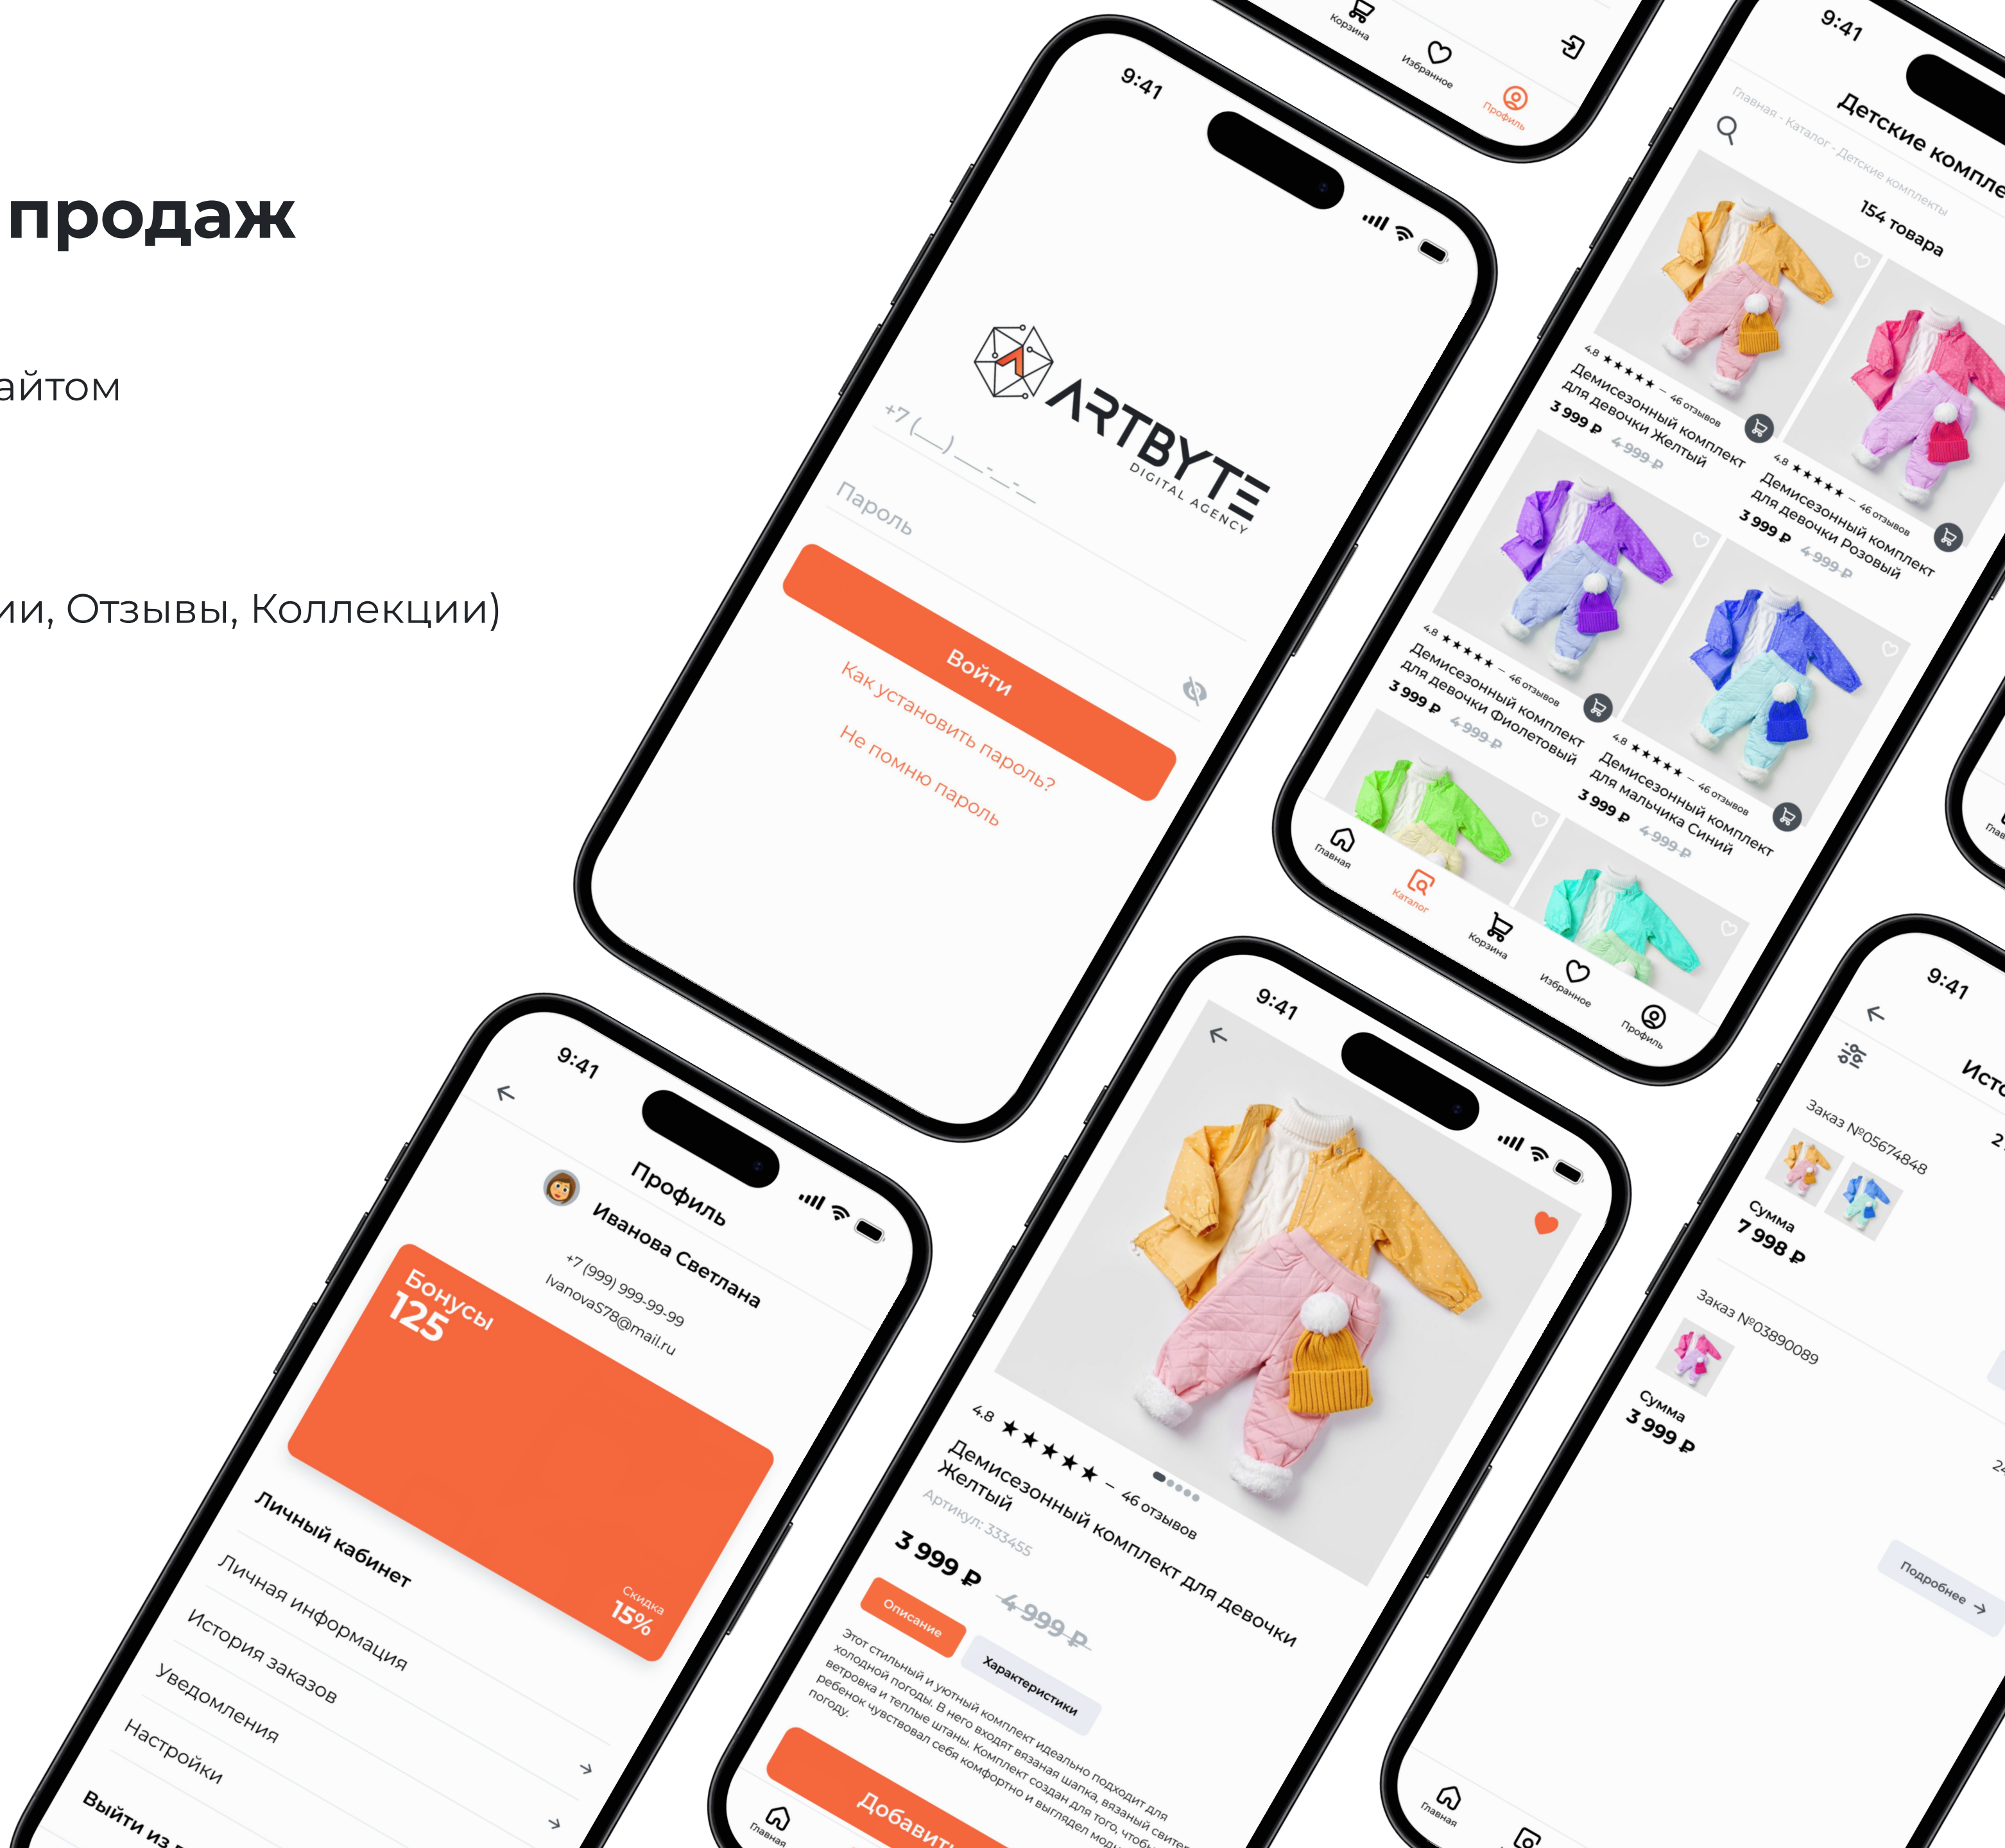 продаж
айтом
ии, Отзывы, Коллекции)
Корзина
Избранное
Профиль
9:41
ARTBYTE
DIGITAL AGENCY
+7 (___) ___-__-__
Пароль
Войти
Как установить пароль?
Не помню пароль
9:41
Детские компле
Главная - Каталог - Детские комплекты
154 товара
4.8 ★★★★★ – 46 отзывов
Демисезонный комплект
для девочки Желтый
3 999 ₽ 4 999 ₽
4.8 ★★★★★ – 46 отзывов
Демисезонный комплект
для девочки Розовый
3 999 ₽ 4 999 ₽
4.8 ★★★★★ – 46 отзывов
Демисезонный комплект
для девочки Фиолетовый
3 999 ₽ 4 999 ₽
4.8 ★★★★★ – 46 отзывов
Демисезонный комплект
для мальчика Синий
3 999 ₽ 4 999 ₽
Главная
Каталог
Корзина
Избранное
Профиль
9:41
Профиль
Иванова Светлана
+7 (999) 999-99-99
IvanovaS78@mail.ru
Бонусы
125
Скидка
15%
Личный кабинет
Личная информация
История заказов
Уведомления
Настройки
Выйти из
9:41
4.8 ★★★★★ – 46 отзывов
Демисезонный комплект для девочки
Желтый
Артикул: 333455
3 999 ₽ 4 999 ₽
Описание
Характеристики
Этот стильный и уютный комплект идеально подходит для
холодной погоды. В него входят вязаная шапка, вязаный свитер
ветровка и теплые штаны. Комплект создан для того, чтобы
ребенок чувствовал себя комфортно и выглядел модн
погоду.
Добавить
Главная
9:41
Исто
Заказ №05674848
Сумма
7 998 ₽
Заказ №03890089
Сумма
3 999 ₽
Подробнее →
Главная